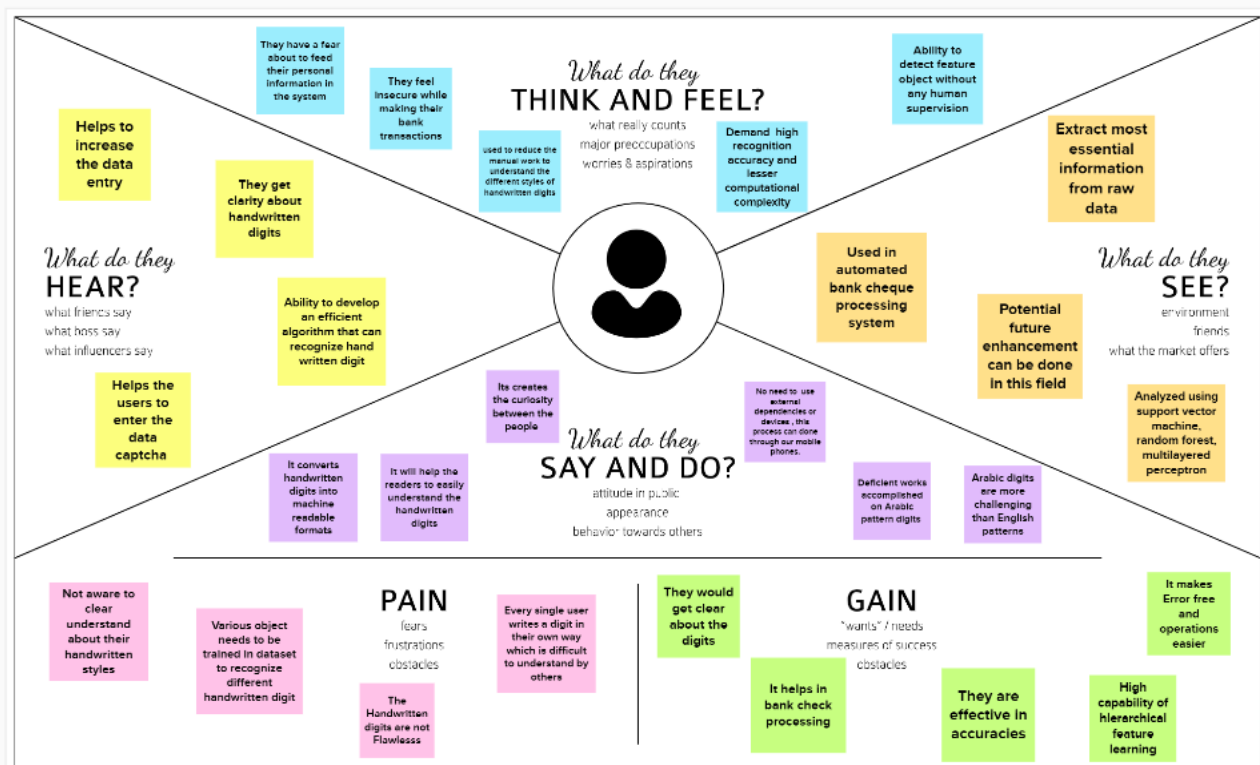 They have a fear
about to feed
their personal
information in
the system
They feel
insecure while
making their
bank
transactions
used to reduce the
manual work to
understand the
different styles of
handwritten digits
What do they
THINK AND FEEL?
what really counts
major preoccupations
worries & aspirations
Demand high
recognition
accuracy and
lesser
computational
complexity
Ability to
detect feature
object without
any human
supervision
Helps to
increase
the data
entry
They get
clarity about
handwritten
digits
What do they
HEAR?
what friends say
what boss say
what influencers say
Ability to develop
an efficient
algorithm that can
recognize hand
written digit
Helps the
users to
enter the
data
captcha
Extract most
essential
information
from raw
data
Used in
automated
bank cheque
processing
system
What do they
SEE?
environment
friends
what the market offers
Potential
future
enhancement
can be done
in this field
Analyzed using
support vector
machine,
random forest,
multilayered
perceptron
Its creates
the curiosity
between the
people
What do they
SAY AND DO?
attitude in public
appearance
behavior towards others
No need to use
external
dependencies or
devices , this
process can done
through our mobile
phones.
It converts
handwritten
digits into
machine
readable
formats
It will help the
readers to easily
understand the
handwritten
digits
Deficient works
accomplished
on Arabic
pattern digits
Arabic digits
are more
challenging
than English
patterns
Not aware to
clear
understand
about their
handwritten
styles
Various object
needs to be
trained in dataset
to recognize
different
handwritten digit
PAIN
fears
frustrations
obstacles
The
Handwritten
digits are not
Flawlesss
Every single user
writes a digit in
their own way
which is difficult
to understand by
others
They would
get clear
about the
digits
GAIN
"wants" / needs
measures of success
obstacles
It helps in
bank check
processing
They are
effective in
accuracies
It makes
Error free
and
operations
easier
High
capability of
hierarchical
feature
learning